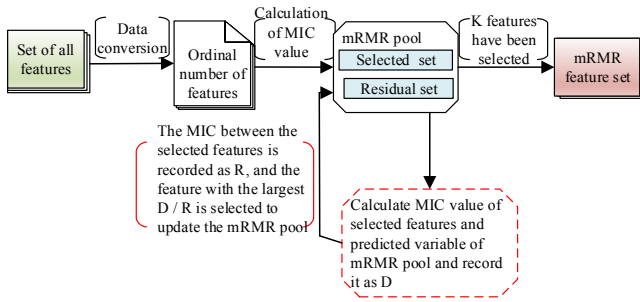 Set of all
features
Data
conversion
Ordinal
number of
features
Calculation
of MIC
value
mRMR pool
Selected set
Residual set
K features
have been
selected
mRMR
feature set
The MIC between the
selected features is
recorded as R, and the
feature with the largest
D / R is selected to
update the mRMR pool
Calculate MIC value of
selected features and
predicted variable of
mRMR pool and record
it as D